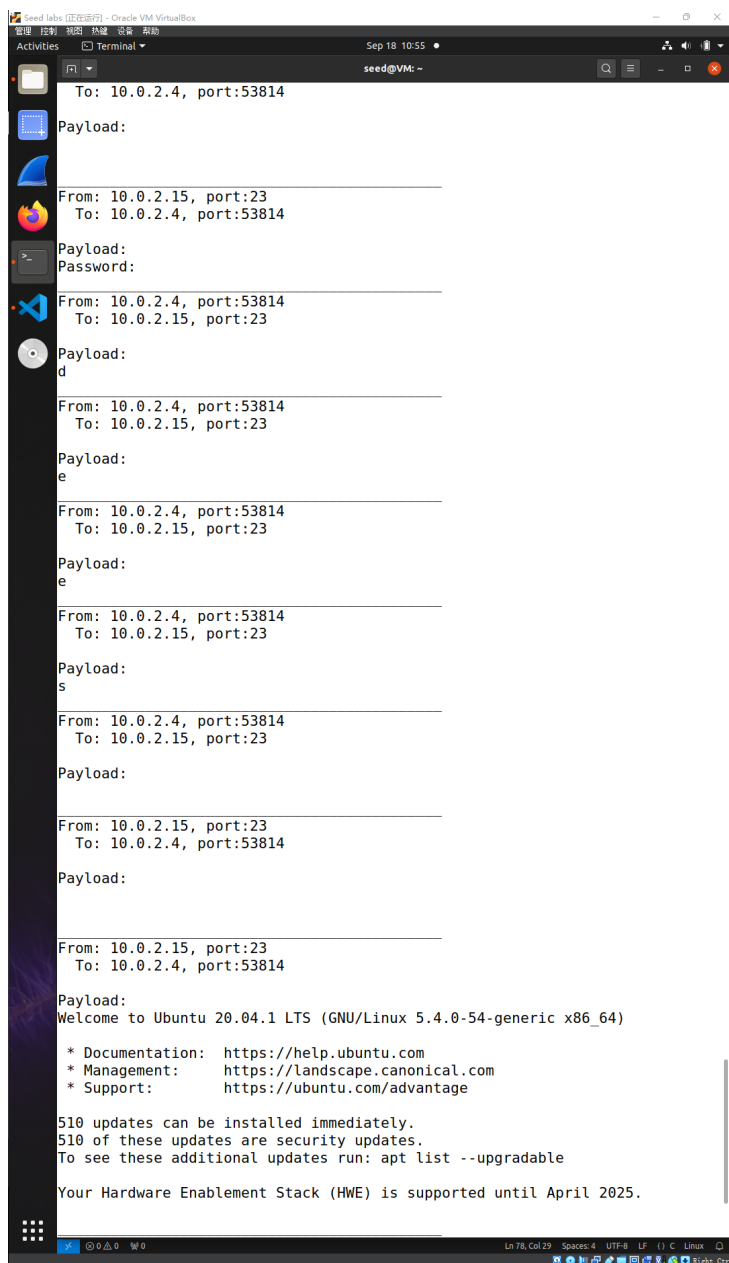 Seed labs [正在运行] - Oracle VM VirtualBox
管理 控制 视图 热键 设备 帮助
Activities Terminal Sep 18 10:55
seed@VM: ~
To: 10.0.2.4, port:53814
Payload:
From: 10.0.2.15, port:23
To: 10.0.2.4, port:53814
Payload:
Password:
From: 10.0.2.4, port:53814
To: 10.0.2.15, port:23
Payload:
d
From: 10.0.2.4, port:53814
To: 10.0.2.15, port:23
Payload:
e
From: 10.0.2.4, port:53814
To: 10.0.2.15, port:23
Payload:
e
From: 10.0.2.4, port:53814
To: 10.0.2.15, port:23
Payload:
s
From: 10.0.2.4, port:53814
To: 10.0.2.15, port:23
Payload:
From: 10.0.2.15, port:23
To: 10.0.2.4, port:53814
Payload:
From: 10.0.2.15, port:23
To: 10.0.2.4, port:53814
Payload:
Welcome to Ubuntu 20.04.1 LTS (GNU/Linux 5.4.0-54-generic x86_64)
* Documentation: https://help.ubuntu.com
* Management: https://landscape.canonical.com
* Support: https://ubuntu.com/advantage
510 updates can be installed immediately.
510 of these updates are security updates.
To see these additional updates run: apt list --upgradable
Your Hardware Enablement Stack (HWE) is supported until April 2025.
0 0 0 Ln 78, Col 29 Spaces: 4 UTF-8 LF {} C Linux
Right Ctr